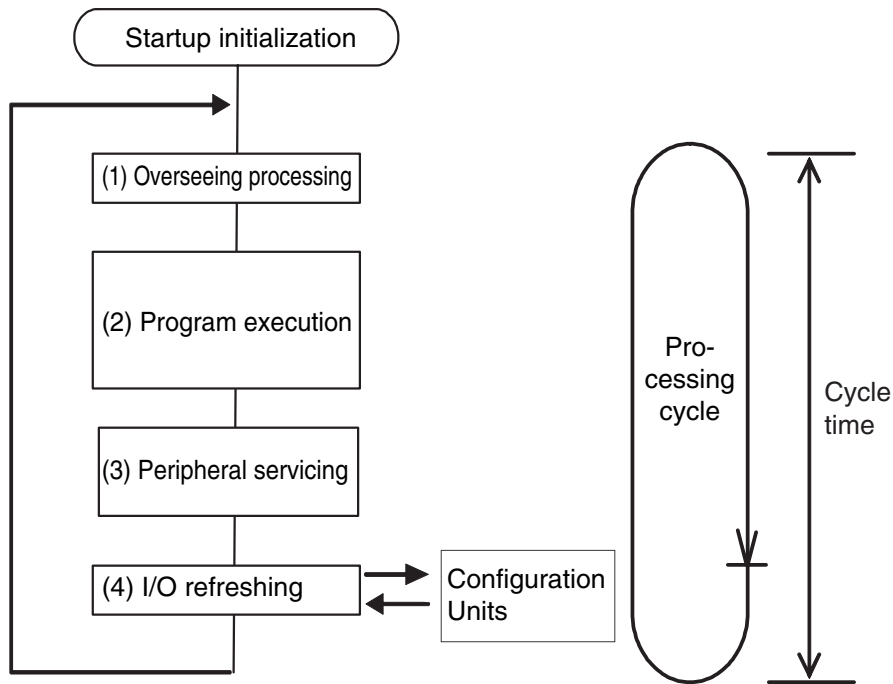 Startup initialization
(1) Overseeing processing
(2) Program execution
(3) Peripheral servicing
(4) I/O refreshing
Configuration
Units
Pro-
cessing
cycle
Cycle
time